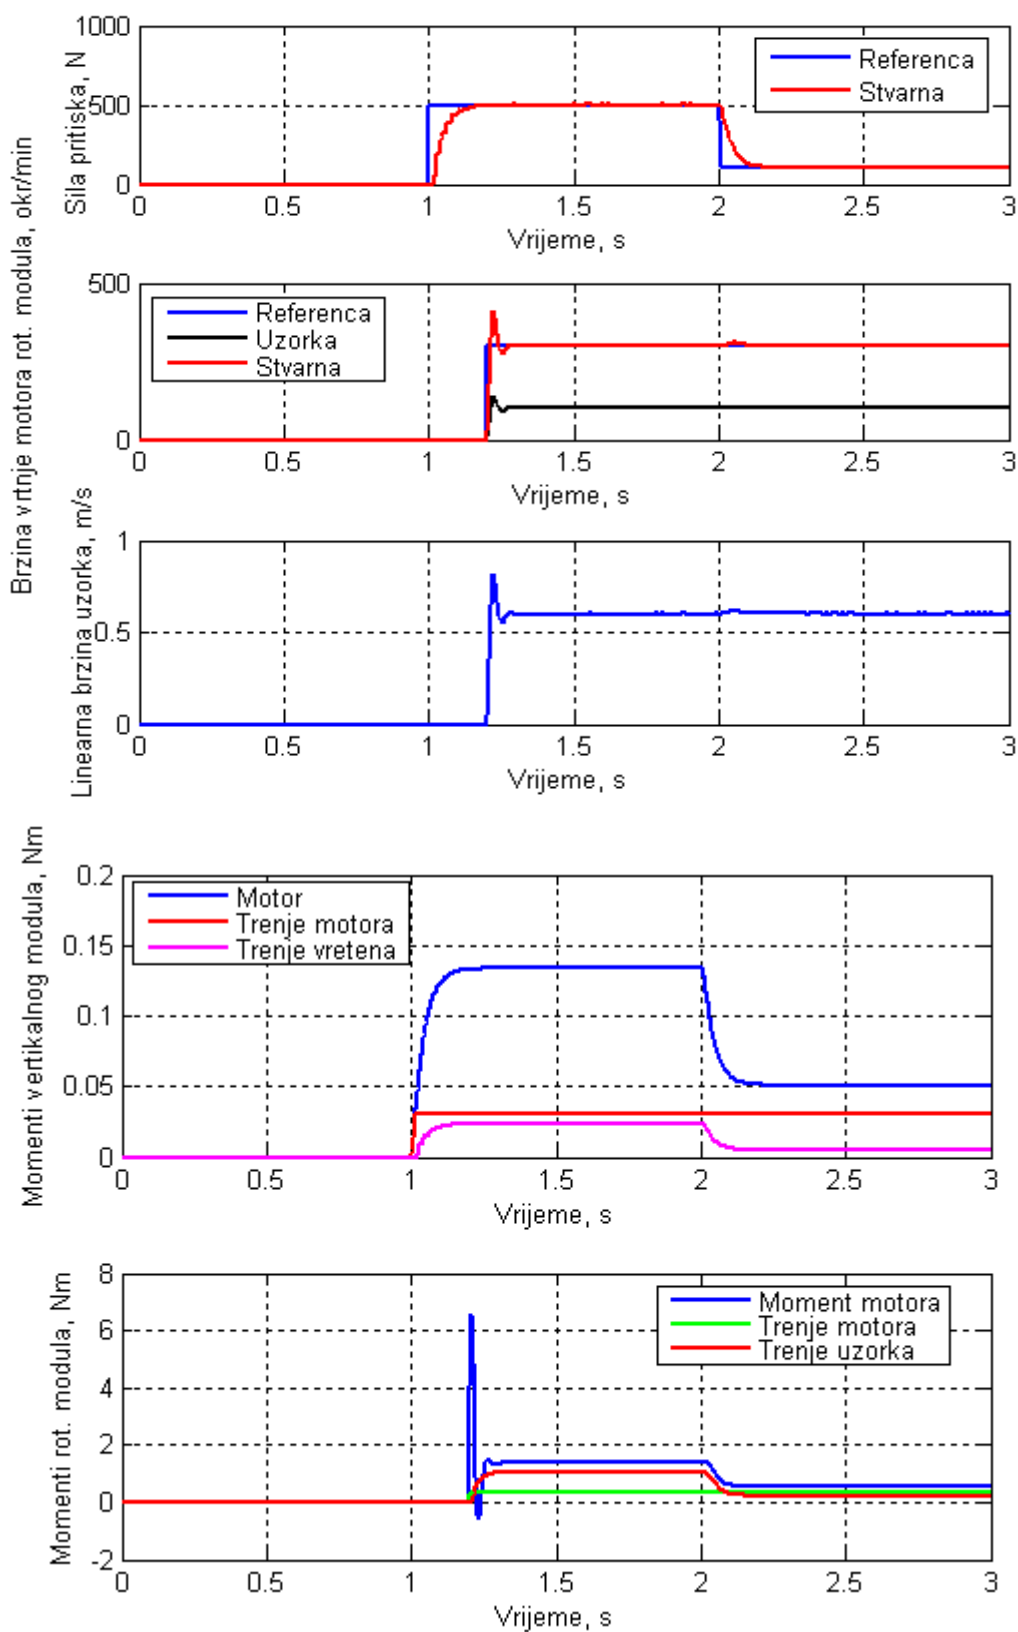 Sila pritiska, N
1000
500
0
Referenca
Stvarna
0 0.5 1 1.5 2 2.5 3
Vrijeme, s
Brzina vrtnje motora rot. modula, okr/min
500
0
Referenca
Uzorka
Stvarna
0 0.5 1 1.5 2 2.5 3
Vrijeme, s
Linearna brzina uzorka, m/s
1
0.5
0
0 0.5 1 1.5 2 2.5 3
Vrijeme, s
Momenti vertikalnog modula, Nm
0.2
0.15
0.1
0.05
0
Motor
Trenje motora
Trenje vretena
0 0.5 1 1.5 2 2.5 3
Vrijeme, s
Momenti rot. modula, Nm
8
6
4
2
0
-2
Moment motora
Trenje motora
Trenje uzorka
0 0.5 1 1.5 2 2.5 3
Vrijeme, s